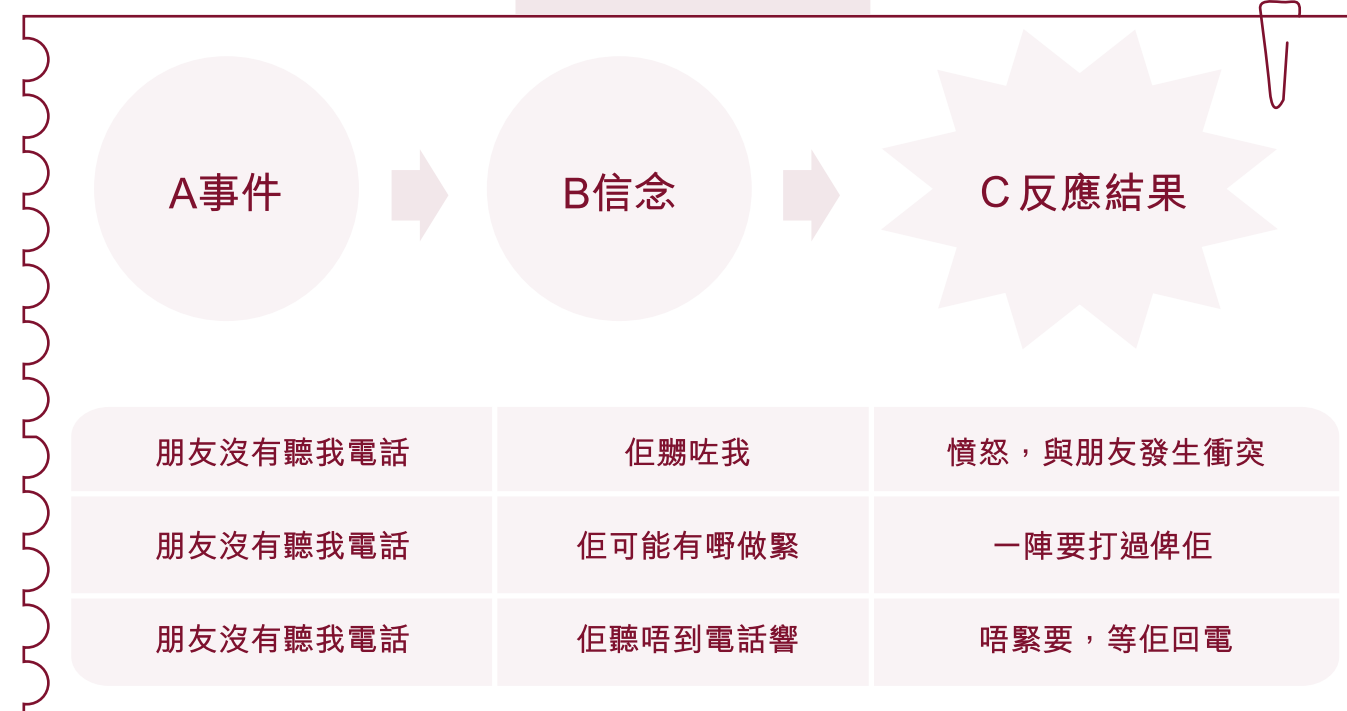 A事件
B信念
C反應結果
朋友沒有聽我電話
佢嬲咗我
憤怒，與朋友發生衝突
朋友沒有聽我電話
佢可能有嘢做緊
一陣要打過俾佢
朋友沒有聽我電話
佢聽唔到電話響
唔緊要，等佢回電